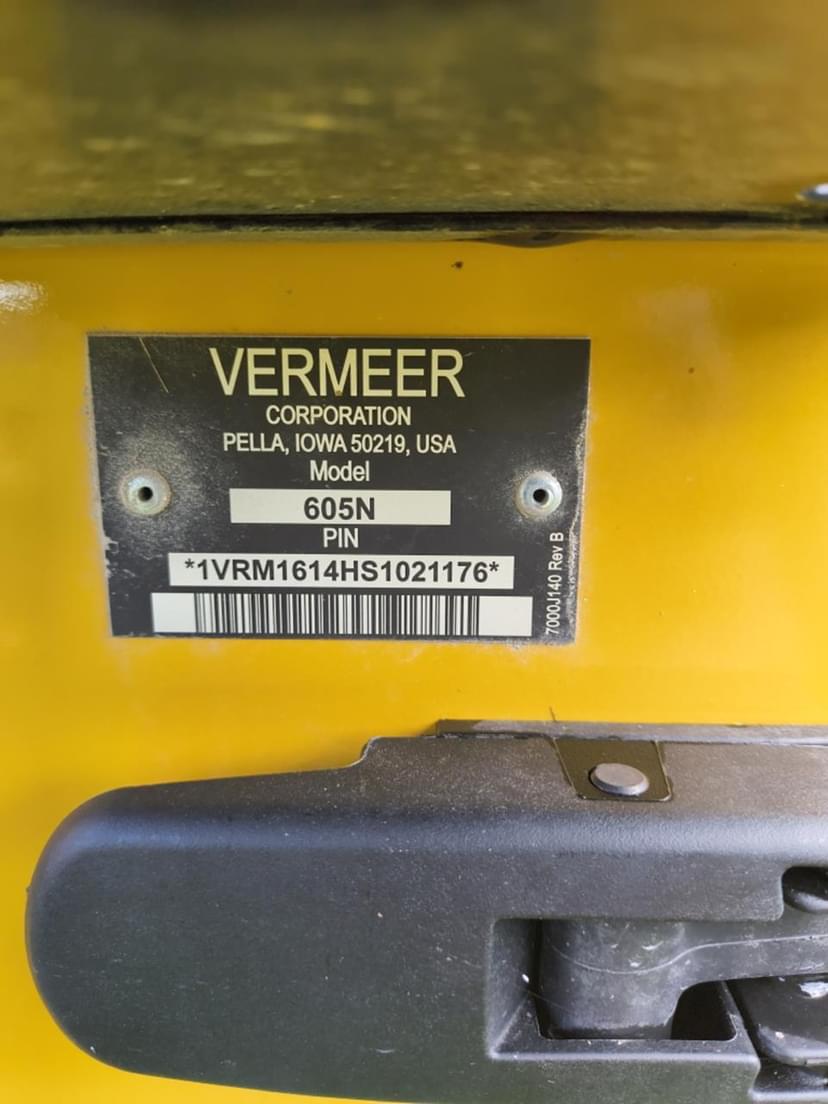 VERMEER
CORPORATION
PELLA, IOWA 50219, USA
Model
605N
PIN
*1VRM1614HS1021176*
7000J140 Rev B